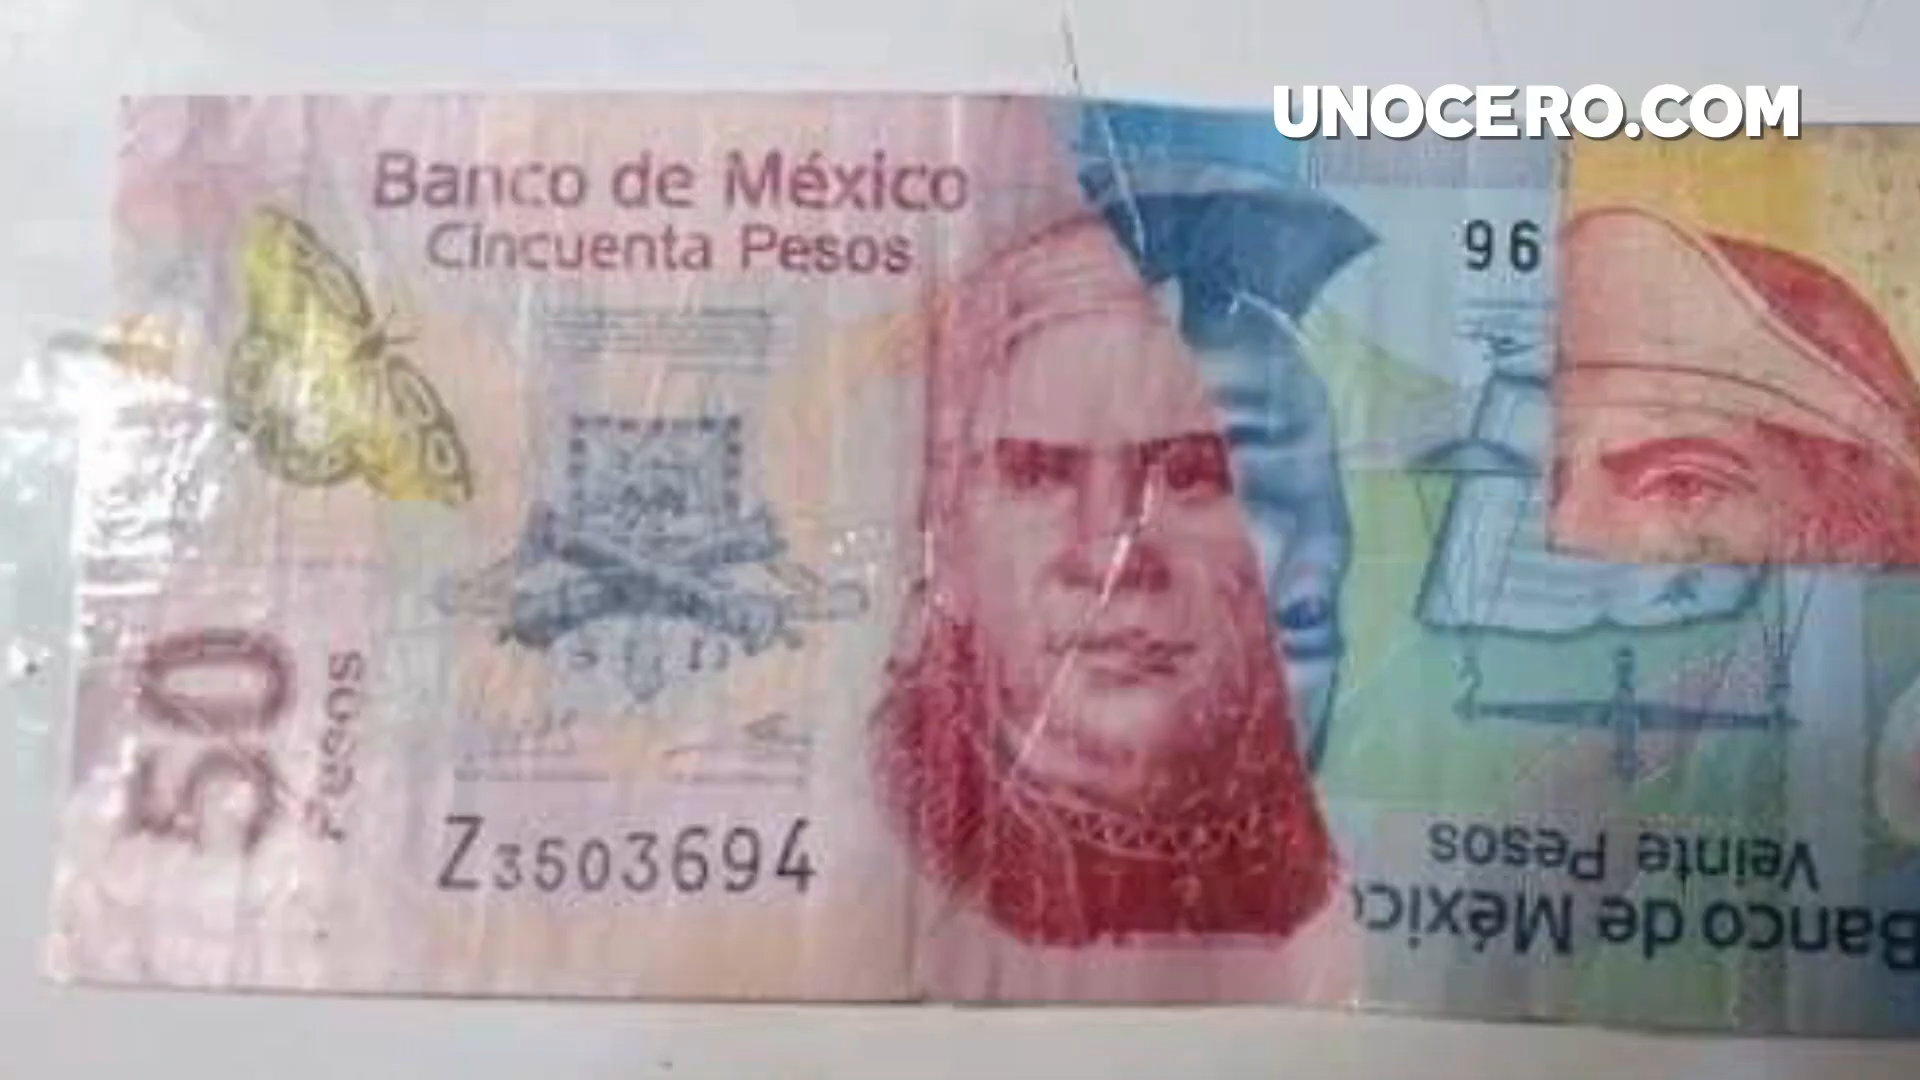 UNOCERO.COM
Banco de México
Cincuenta Pesos
96
50
Pesos
Z3503694
Veinte Pesos
Banco de México